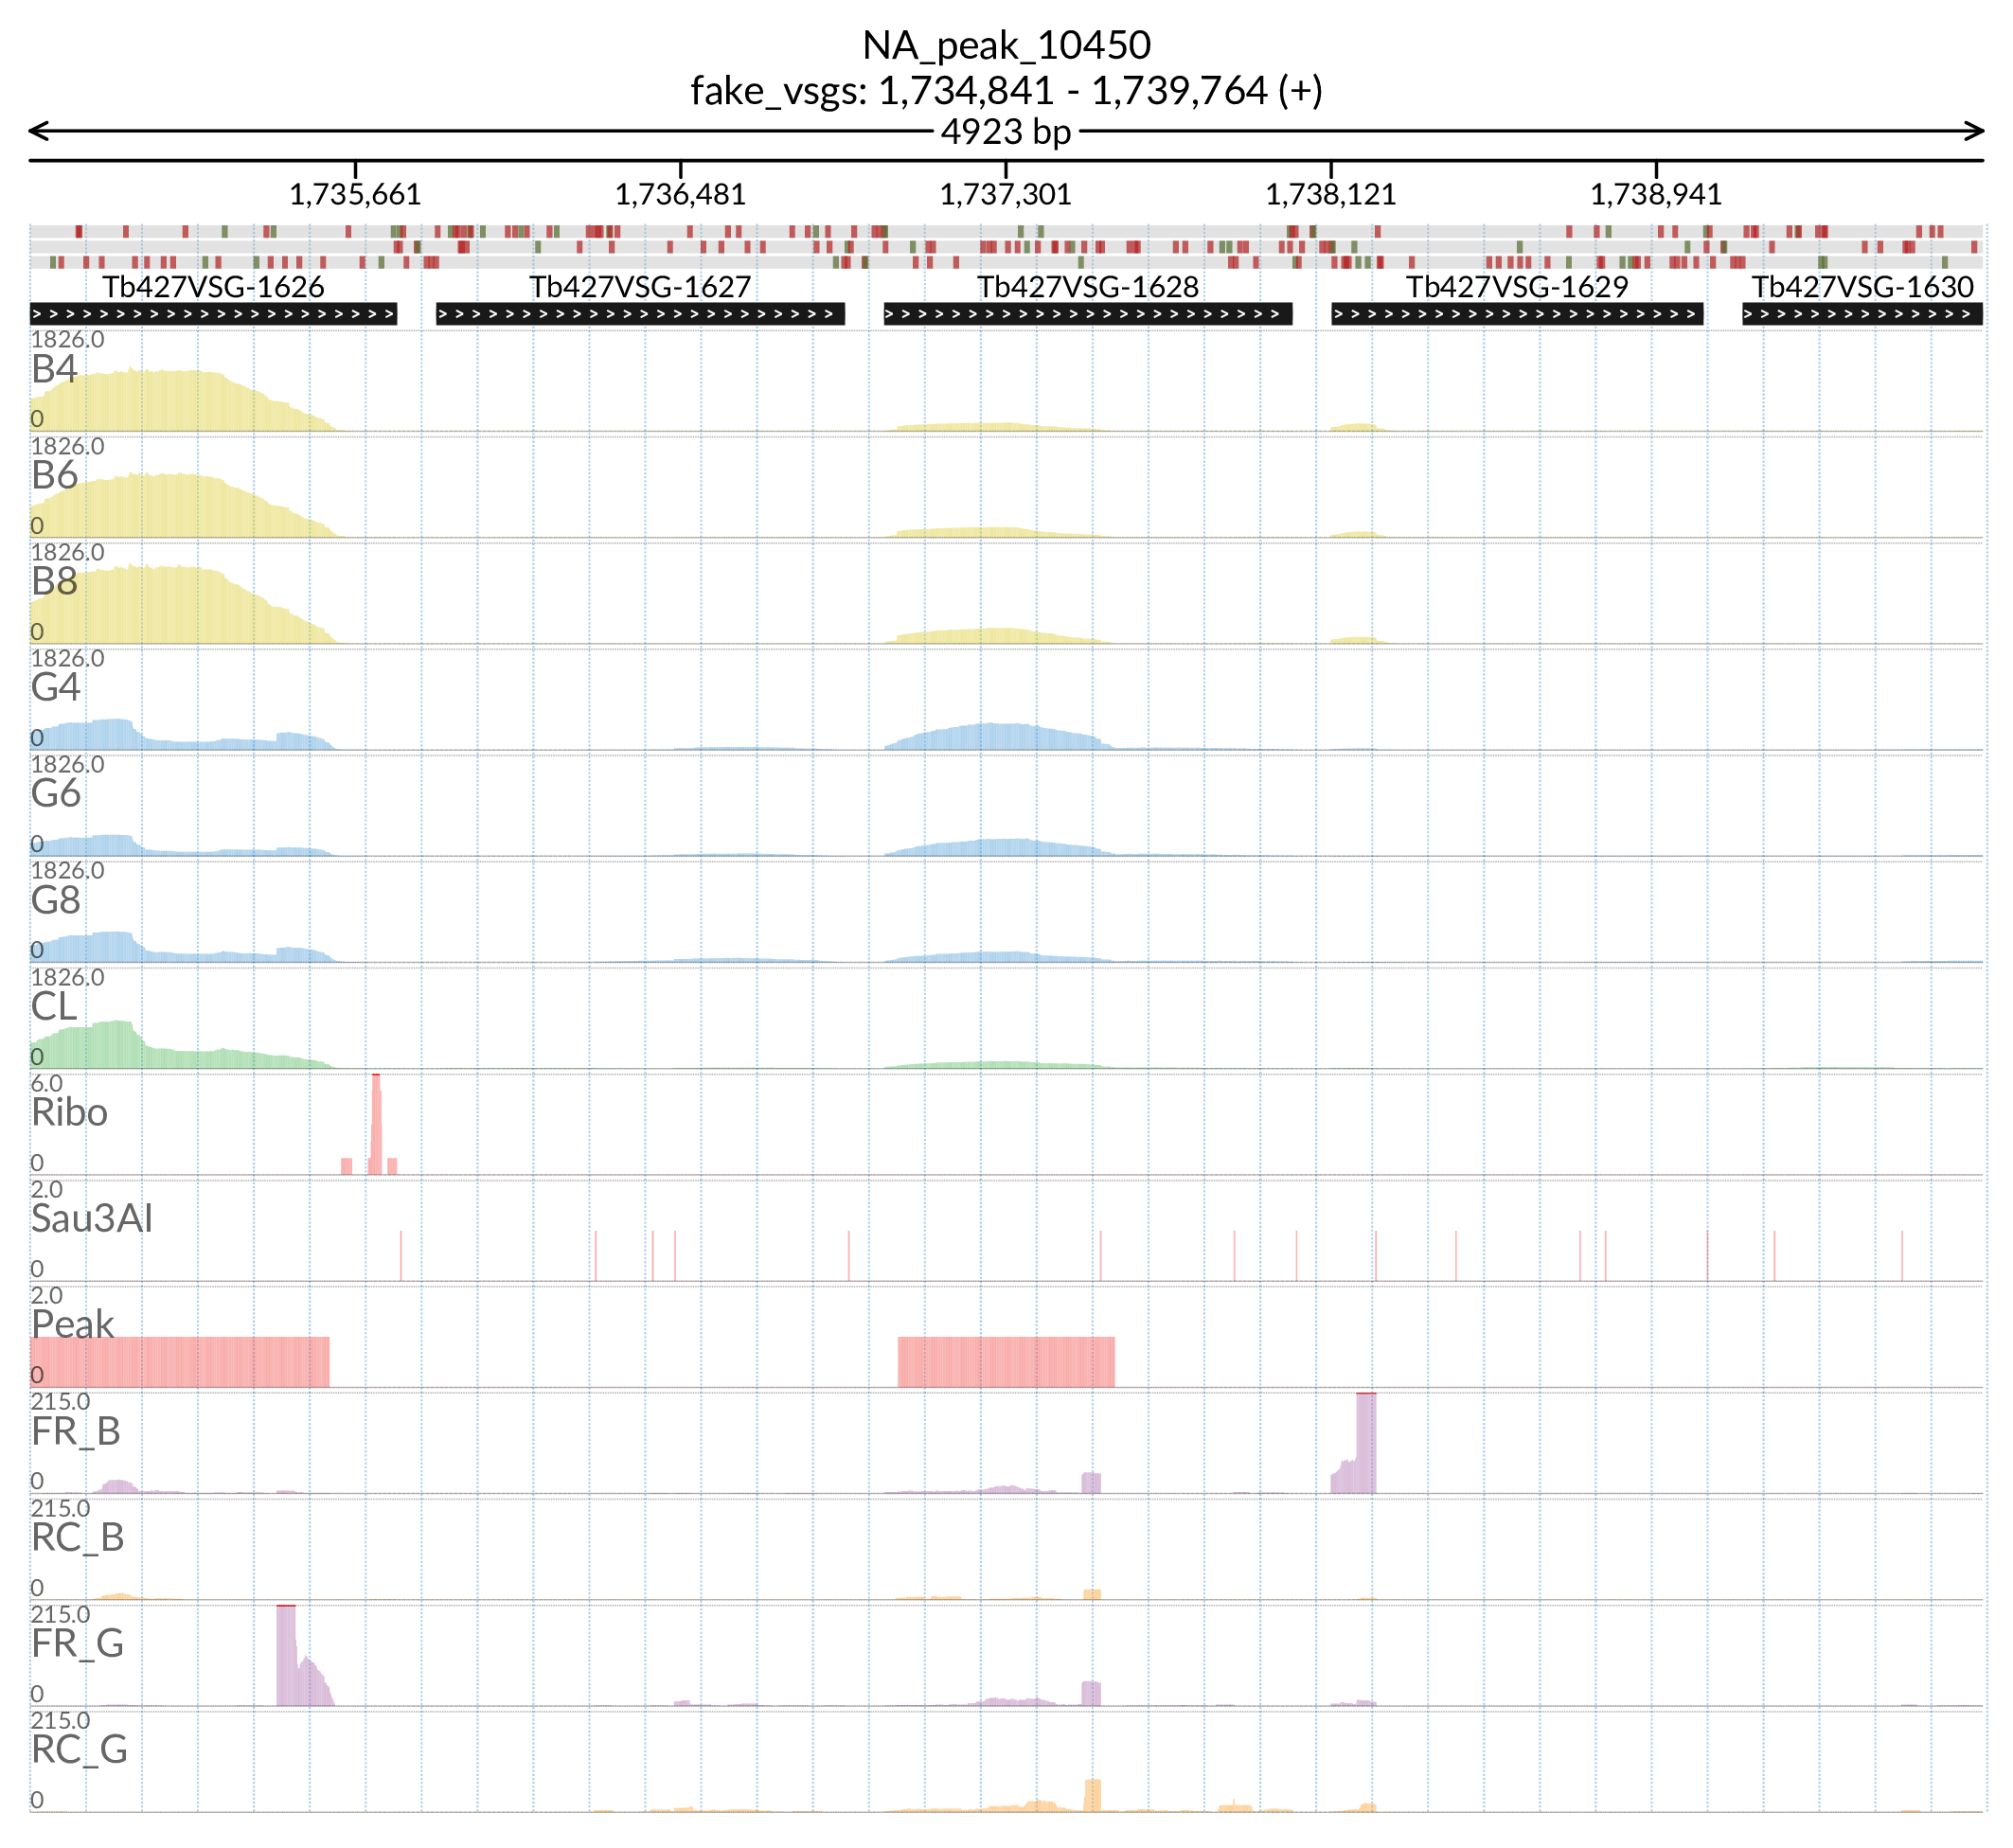 NA_peak_10450
fake_vsgs: 1,734,841 - 1,739,764 (+)
4923 bp
1,735,661 1,736,481 1,737,301 1,738,121 1,738,941
Tb427VSG-1626 Tb427VSG-1627 Tb427VSG-1628 Tb427VSG-1629 Tb427VSG-1630
1826.0
B4
0
1826.0
B6
0
1826.0
B8
0
1826.0
G4
0
1826.0
G6
0
1826.0
G8
0
1826.0
CL
0
6.0
Ribo
0
2.0
Sau3AI
0
2.0
Peak
0
215.0
FR_B
0
215.0
RC_B
0
215.0
FR_G
0
215.0
RC_G
0